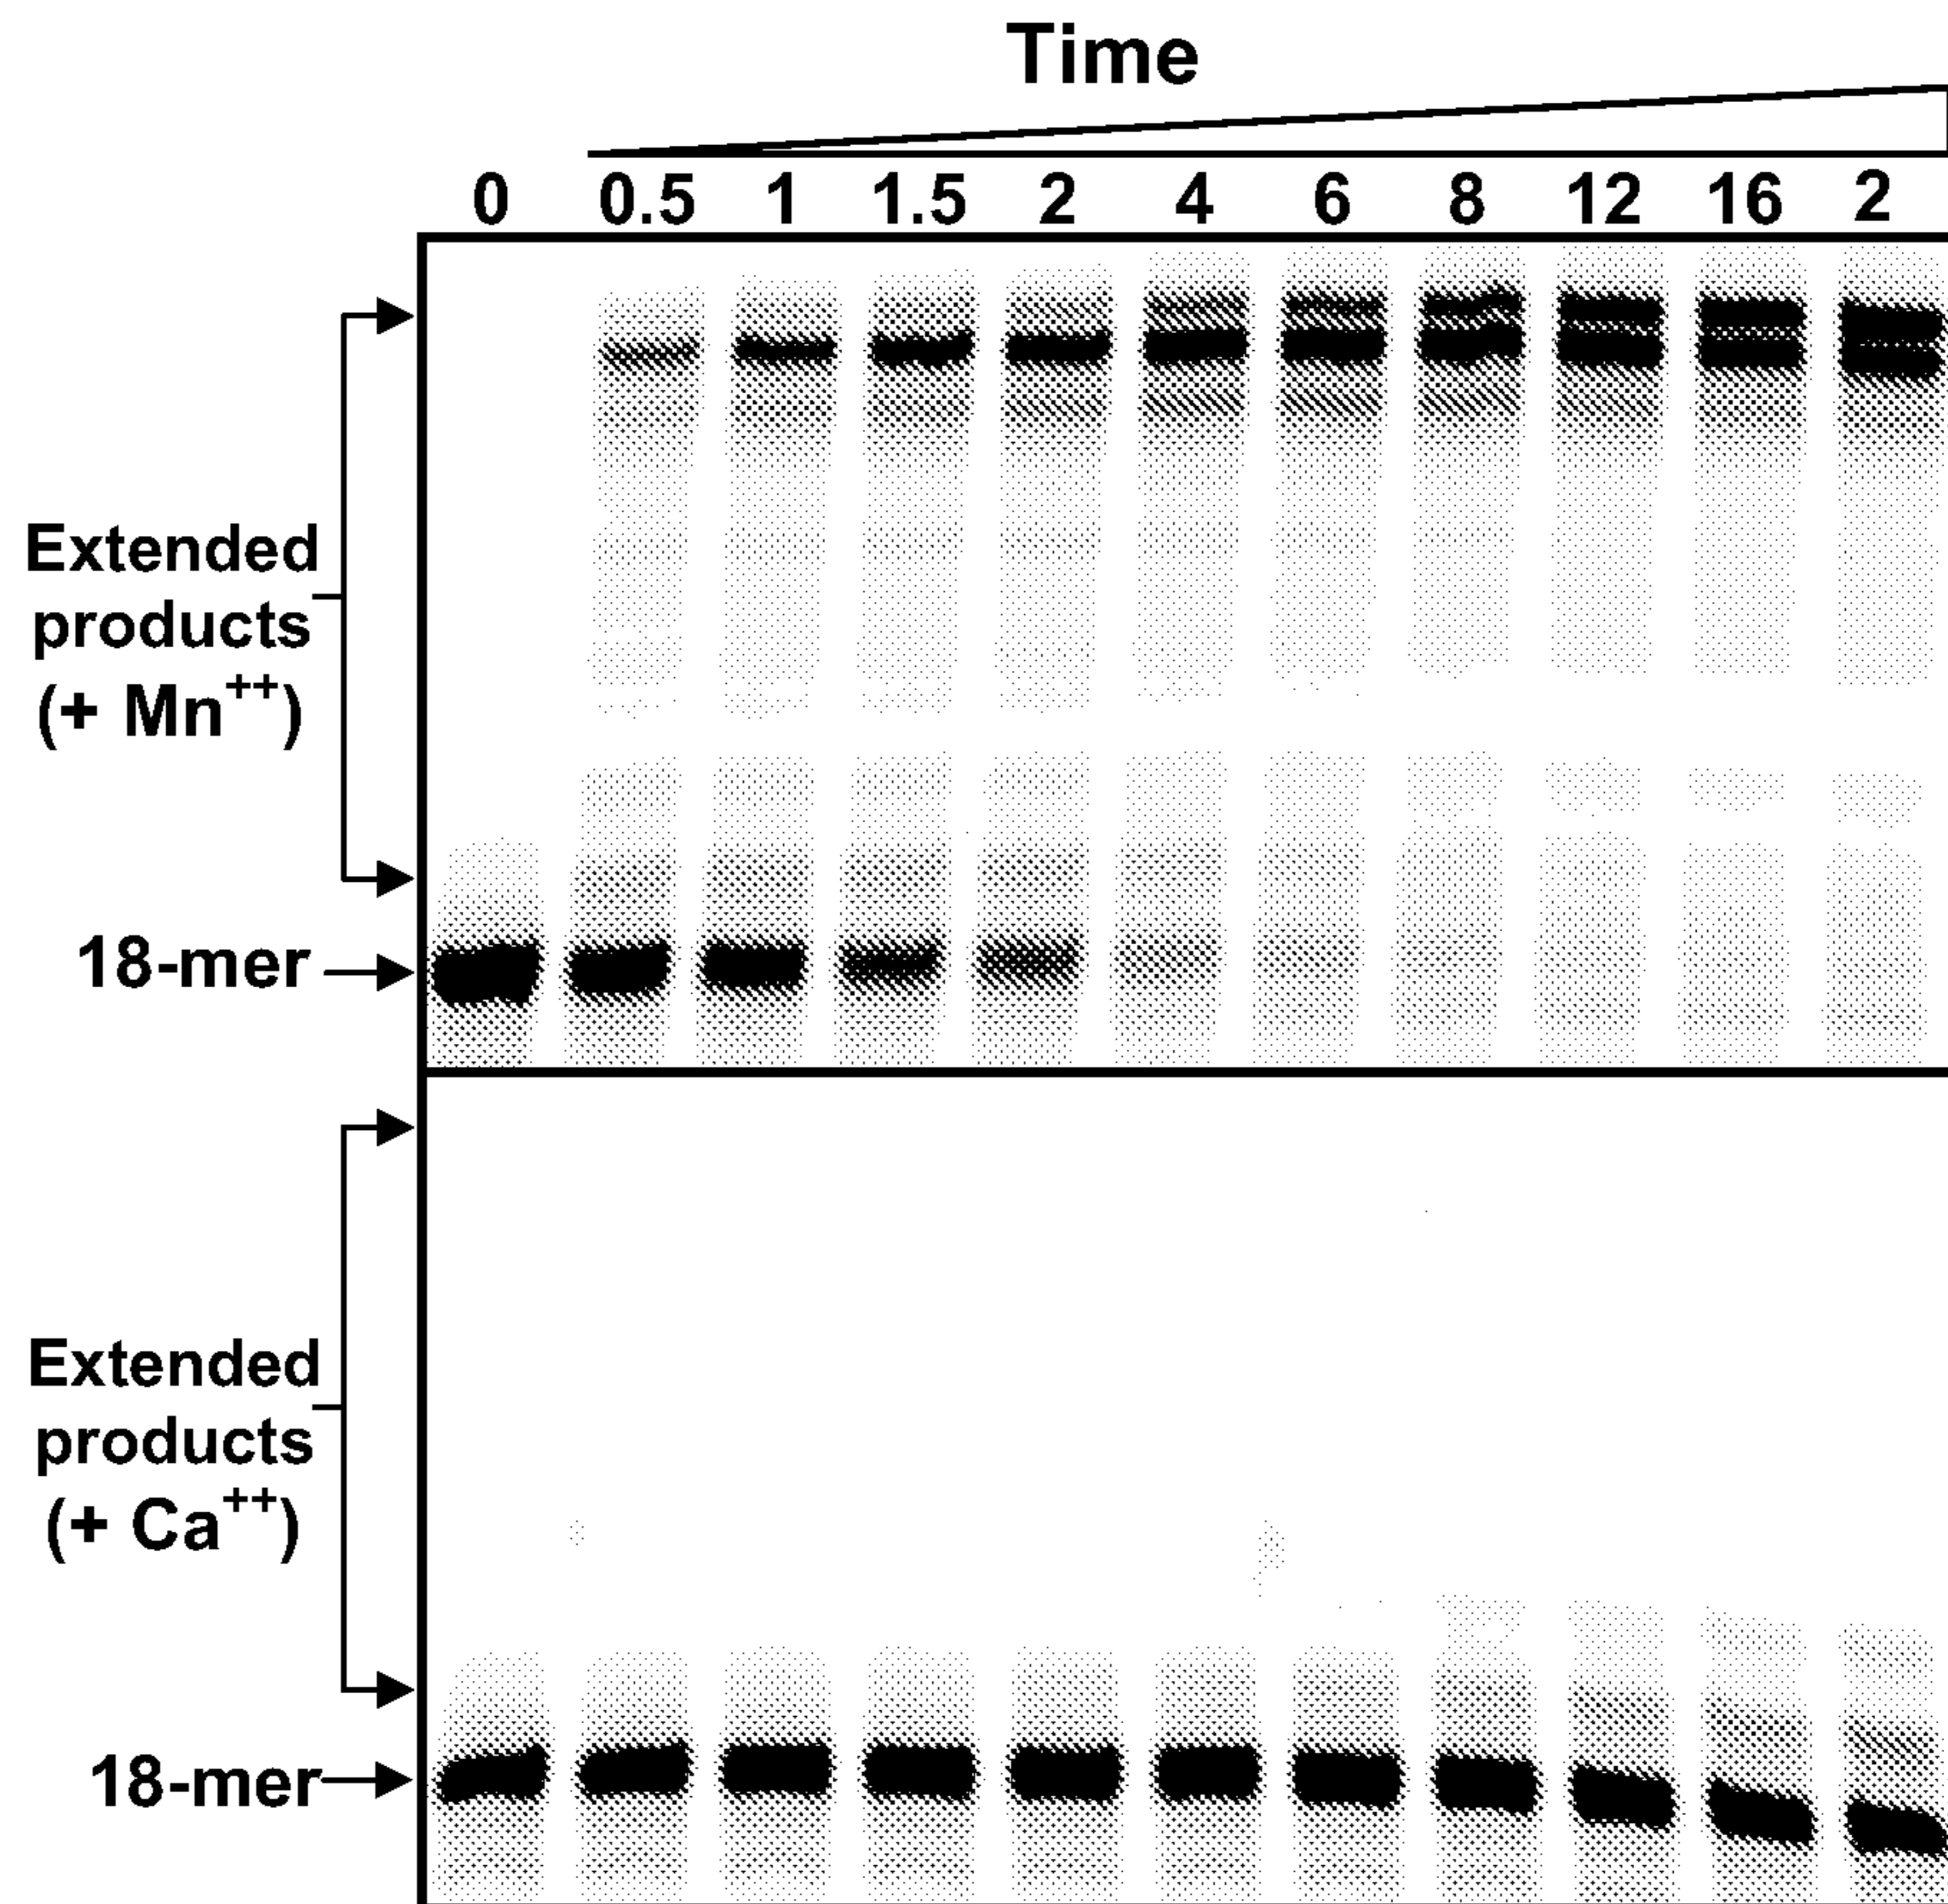 Time
0 0.5 1 1.5 2 4 6 8 12 16 2
Extended
products
(+ Mn++)
18-mer
Extended
products
(+ Ca++)
18-mer